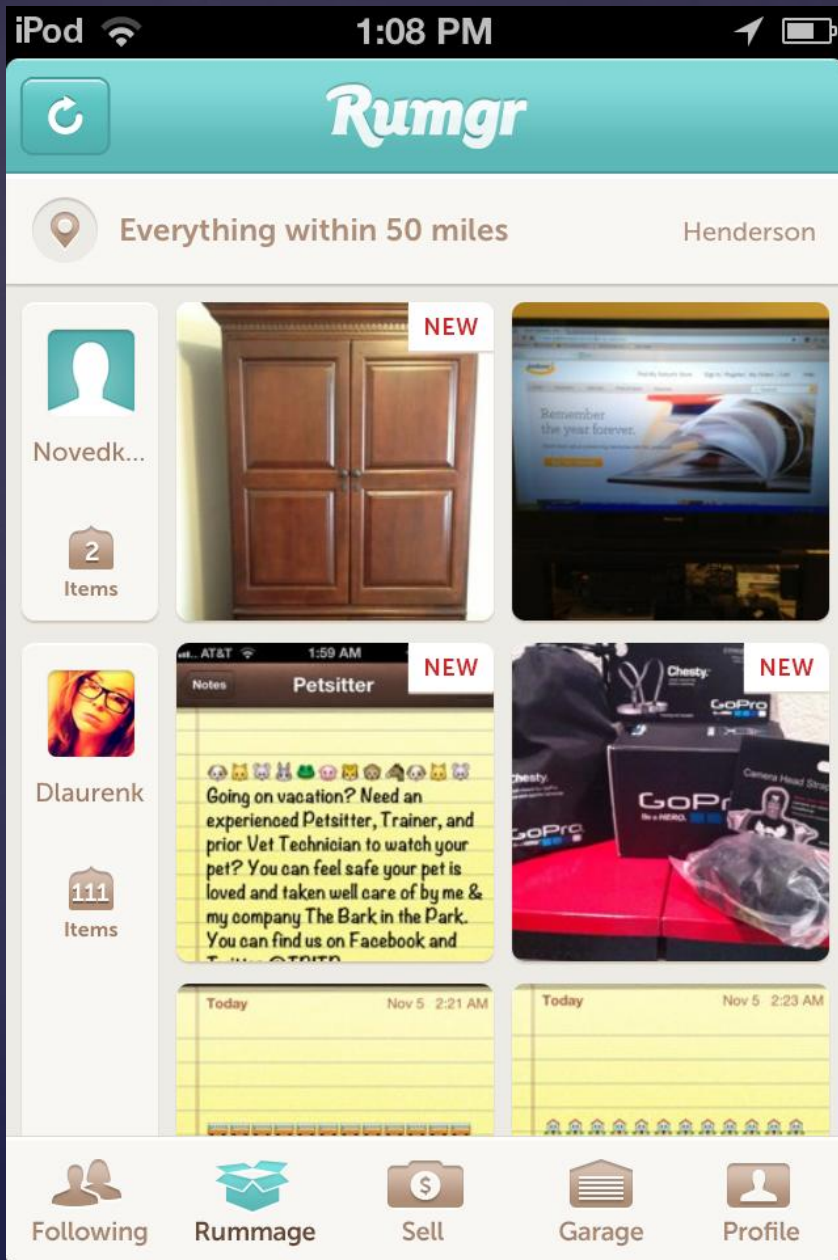 iPod 1:08 PM
Rumgr
Everything within 50 miles Henderson
NEW
Novedk...
2
Items
Remember
the year forever.
AT&T 1:59 AM
NEW
NEW
Notes Petsitter
Chesty.
GoPro
Dlaurenk
Going on vacation? Need an
experienced Petsitter, Trainer, and
prior Vet Technician to watch your
pet? You can feel safe your pet is
loved and taken well care of by me &
my company The Bark in the Park.
You can find us on Facebook and
Chesty.
GoPro
GoPr
Be a HERO.
Camera Head Strap
111
Items
Today Nov 5 2:21 AM
Today Nov 5 2:23 AM
Following Rummage Sell Garage Profile